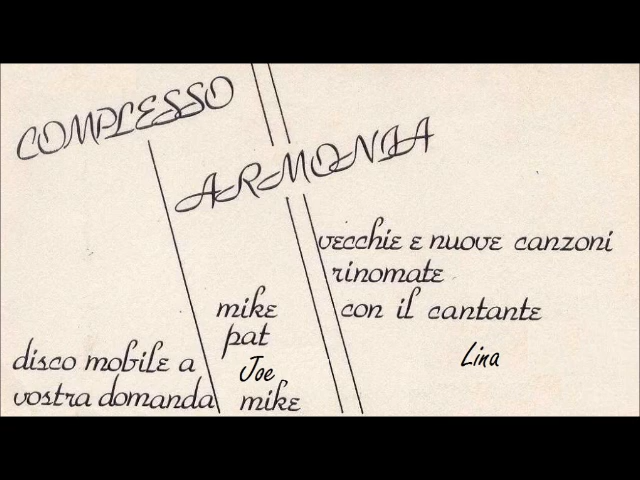 COMPLESSO
ARMONIA
vecchie e nuove canzoni
rinomate
con il cantante
Lina
mike
pat
Joe
mike
disco mobile a
vostra domanda